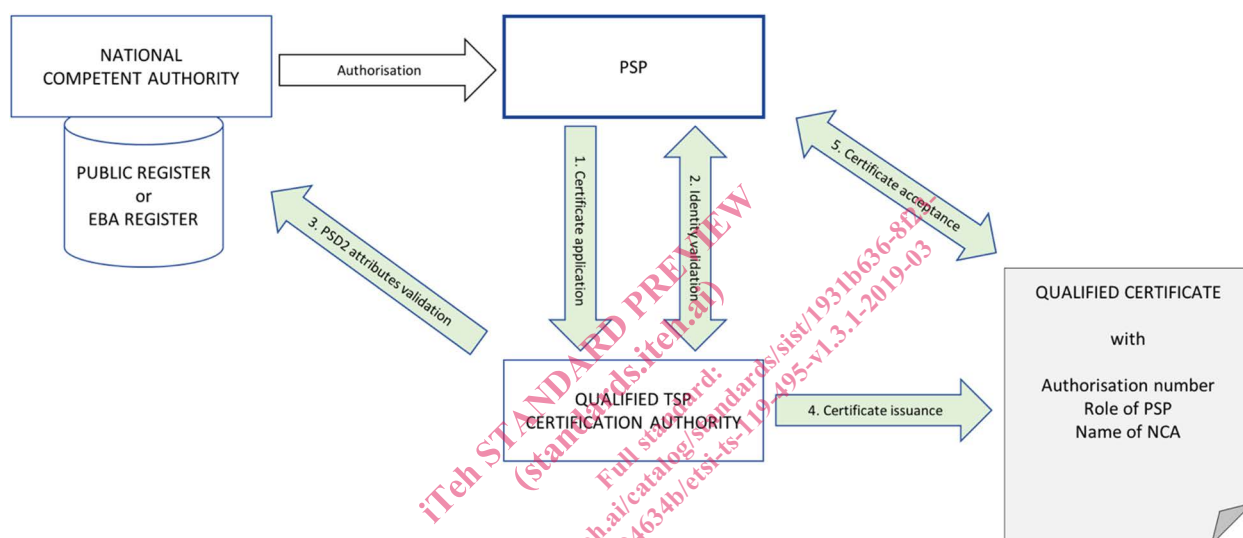 NATIONAL
COMPETENT AUTHORITY
Authorisation
PSP
PUBLIC REGISTER
or
EBA REGISTER
1. Certificate application
2. Identity validation
3. PSD2 attributes validation
5. Certificate acceptance
QUALIFIED TSP
CERTIFICATION AUTHORITY
4. Certificate issuance
QUALIFIED CERTIFICATE
with
Authorisation number
Role of PSP
Name of NCA
iTeh STANDARD PREVIEW
(standards.iteh.ai)
Full standard: